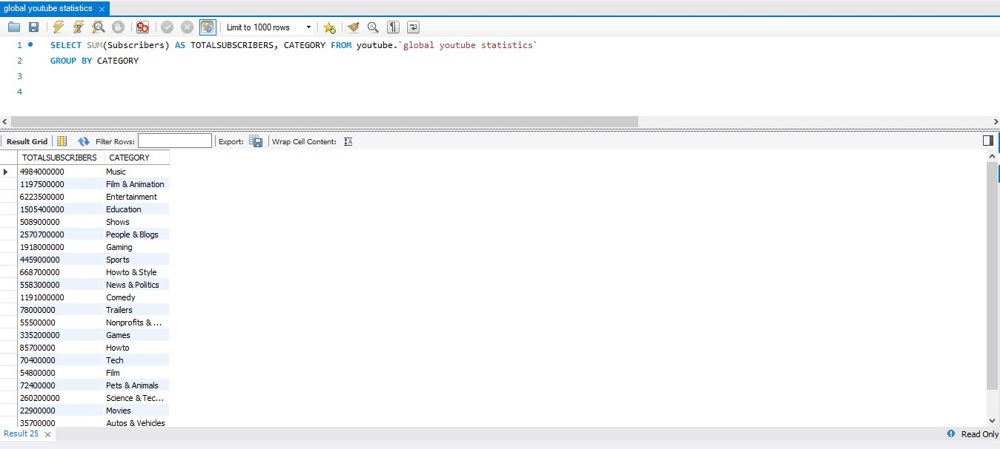 global youtube statistics
Limit to 1000 rows
1 SELECT SUM(Subscribers) AS TOTALSUBSCRIBERS, CATEGORY FROM youtube.`global youtube statistics`
2 GROUP BY CATEGORY
3
4
Result Grid Filter Rows: Export: Wrap Cell Content:
TOTALSUBSCRIBERS CATEGORY
4984000000 Music
1197500000 Film & Animation
6223500000 Entertainment
1505400000 Education
508900000 Shows
2570700000 People & Blogs
1918000000 Gaming
445900000 Sports
668700000 Howto & Style
558300000 News & Politics
1191000000 Comedy
78000000 Trailers
55500000 Nonprofits & ...
335200000 Games
85700000 Howto
70400000 Tech
54800000 Film
72400000 Pets & Animals
260200000 Science & Tec...
22900000 Movies
35700000 Autos & Vehicles
Result 25 Read Only